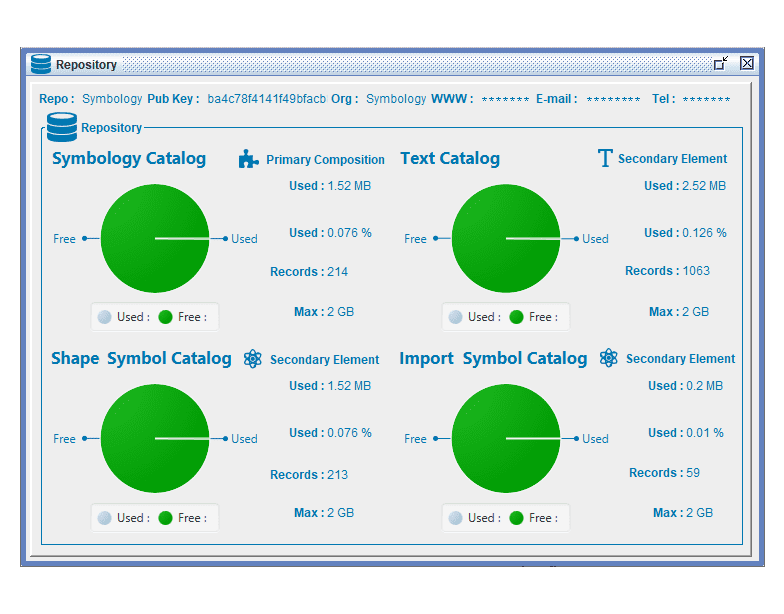 Repository
Repo : Symbology Pub Key : ba4c78f4141f49bfacb Org : Symbology WWW : ******* E-mail : ******** Tel : *******
Repository
Symbology Catalog
Primary Composition
Used : 1.52 MB
Used : 0.076 %
Records : 214
Max : 2 GB
Free
Used
Used : Free :
Text Catalog
Secondary Element
Used : 2.52 MB
Used : 0.126 %
Records : 1063
Max : 2 GB
Free
Used
Used : Free :
Shape Symbol Catalog
Secondary Element
Used : 1.52 MB
Used : 0.076 %
Records : 213
Max : 2 GB
Free
Used
Used : Free :
Import Symbol Catalog
Secondary Element
Used : 0.2 MB
Used : 0.01 %
Records : 59
Max : 2 GB
Free
Used
Used : Free :